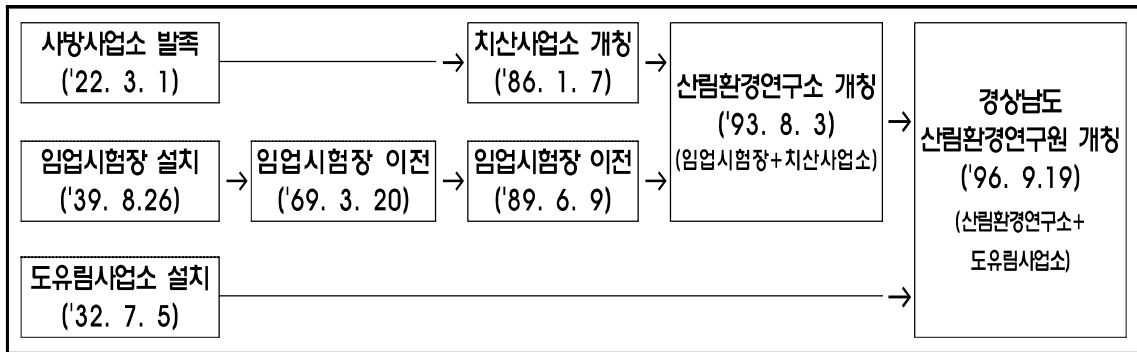 사방사업소 발족
('22. 3. 1)
→
치산사업소 개칭
('86. 1. 7)
→
산림환경연구소 개칭
('93. 8. 3)
(임업시험장+치산사업소)
→
경상남도
산림환경연구원 개칭
('96. 9.19)
(산림환경연구소+
도유림사업소)
임업시험장 설치
('39. 8.26)
→
임업시험장 이전
('69. 3. 20)
→
임업시험장 이전
('89. 6. 9)
→
도유림사업소 설치
('32. 7. 5)
→